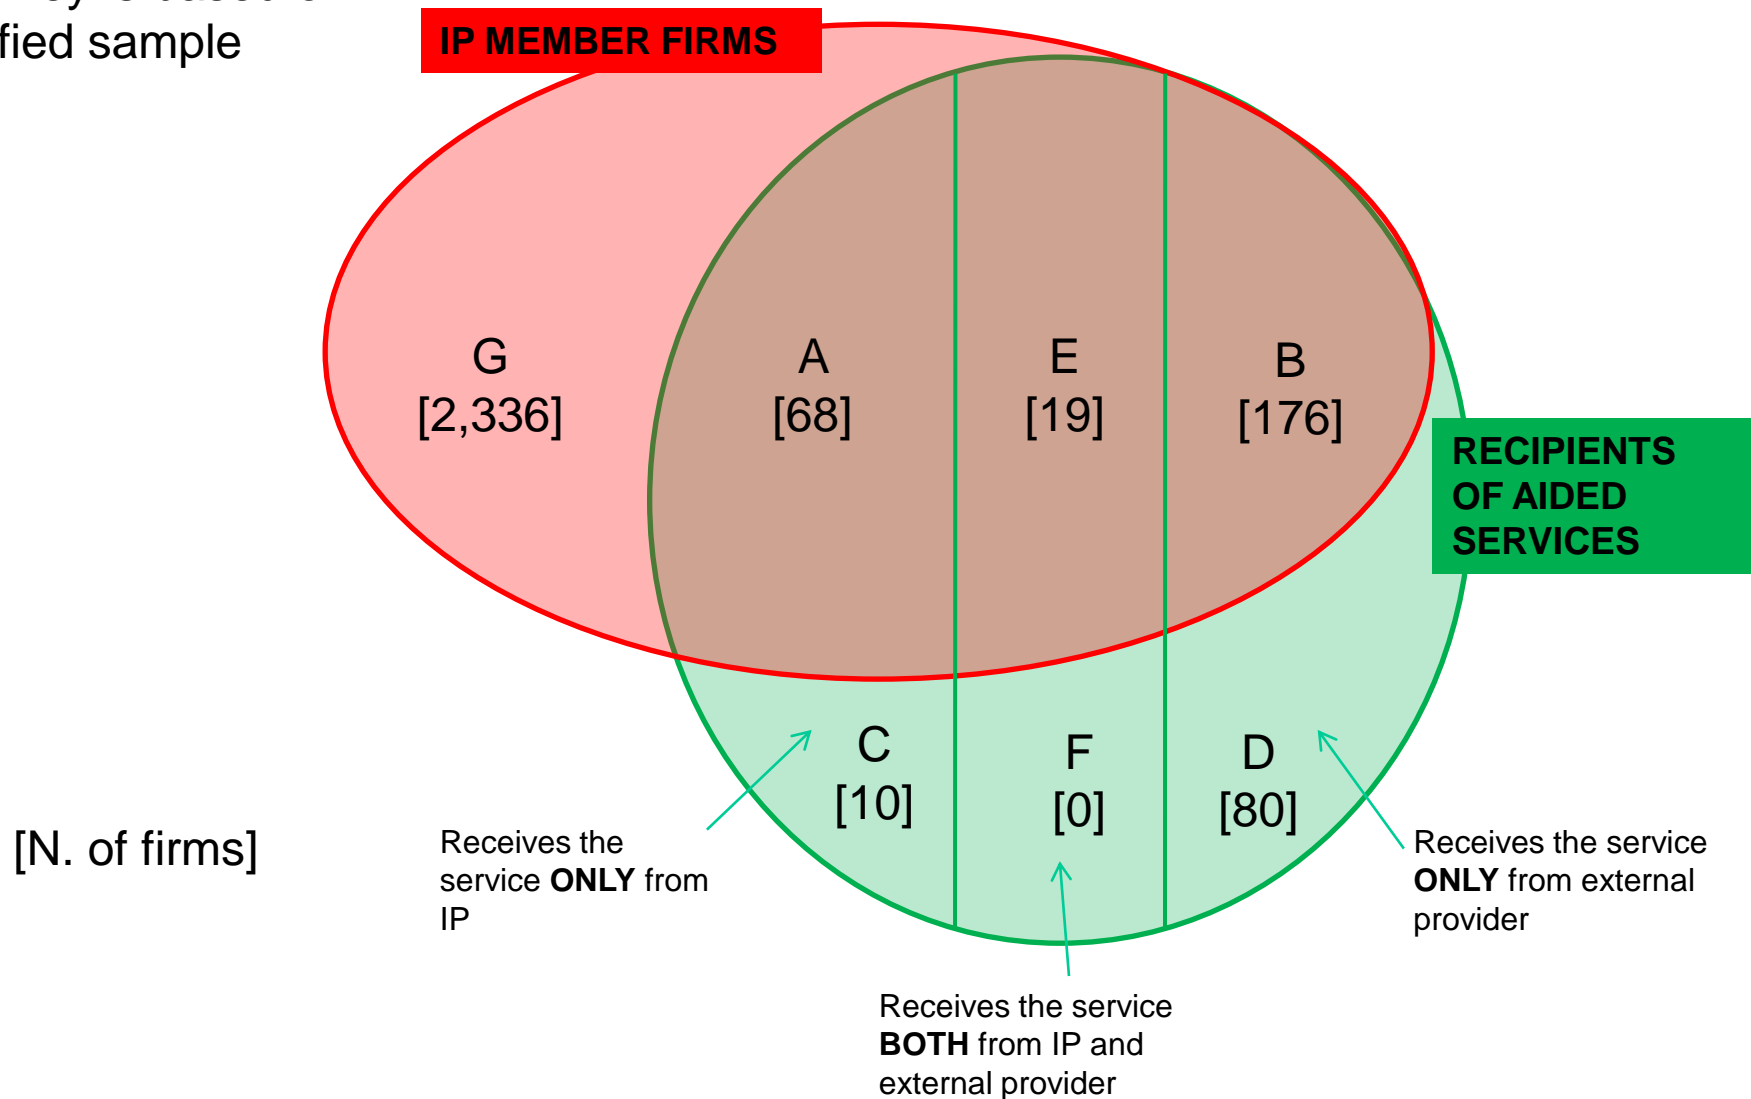 fied sample
IP MEMBER FIRMS
G
[2,336]
A
[68]
E
[19]
B
[176]
RECIPIENTS
OF AIDED
SERVICES
C
[10]
F
[0]
D
[80]
[N. of firms]
Receives the
service ONLY from
IP
Receives the service
ONLY from external
provider
Receives the service
BOTH from IP and
external provider